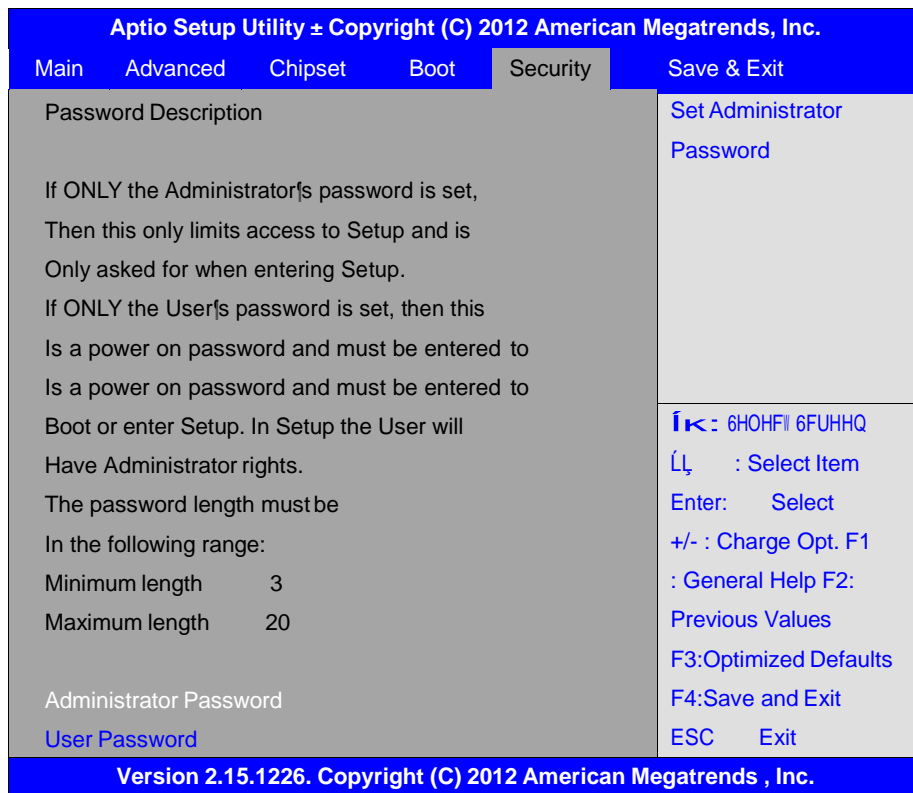 Aptio Setup Utility ± Copyright (C) 2012 American Megatrends, Inc.
Main Advanced Chipset Boot Security Save & Exit
Password Description
If ONLY the Administrator¶s password is set,
Then this only limits access to Setup and is
Only asked for when entering Setup.
If ONLY the User¶s password is set, then this
Is a power on password and must be entered to
Is a power on password and must be entered to
Boot or enter Setup. In Setup the User will
Have Administrator rights.
The password length must be
In the following range:
Minimum length 3
Maximum length 20
Administrator Password
User Password
Set Administrator
Password
: Select Item
Enter: Select
+/- : Charge Opt. F1
: General Help F2:
Previous Values
F3:Optimized Defaults
F4:Save and Exit
ESC Exit
Version 2.15.1226. Copyright (C) 2012 American Megatrends , Inc.